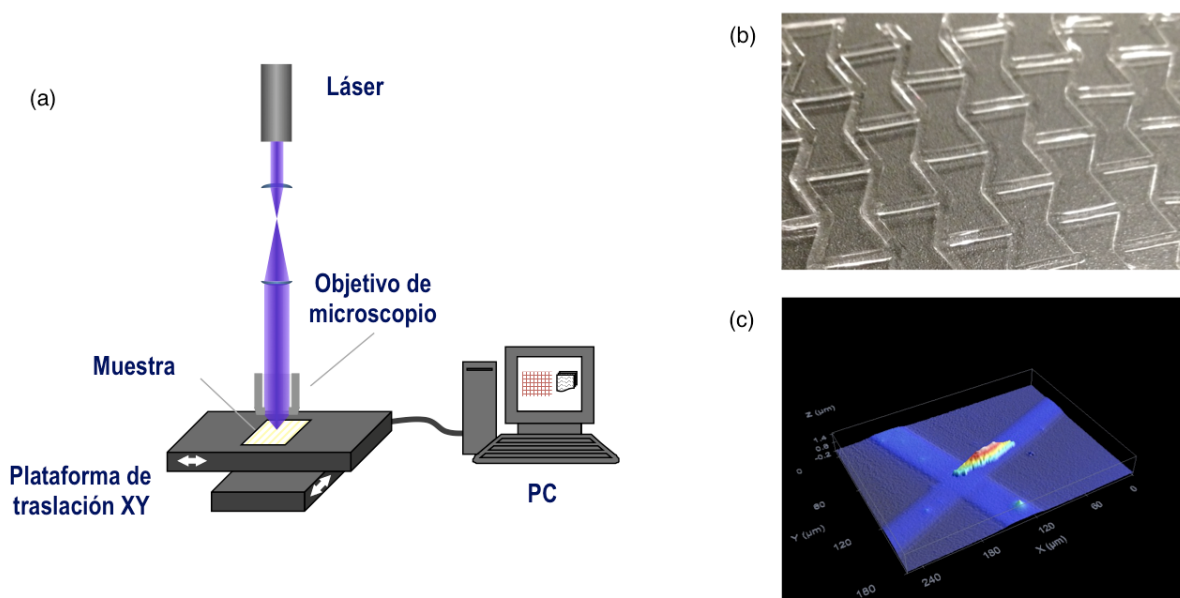 (a)
Láser
Objetivo de
microscopio
Muestra
Plataforma de
traslación XY
PC
(b)
(c)
Z (µm)
1.4
0.6
-0.2
0
60
Y (µm)
120
180
240
180
X (µm)
120
60
0